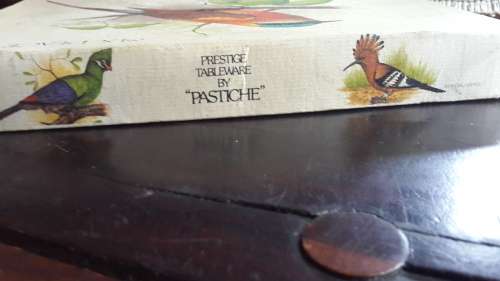 PRESTIGE
TABLEWARE
BY
"PASTICHE"